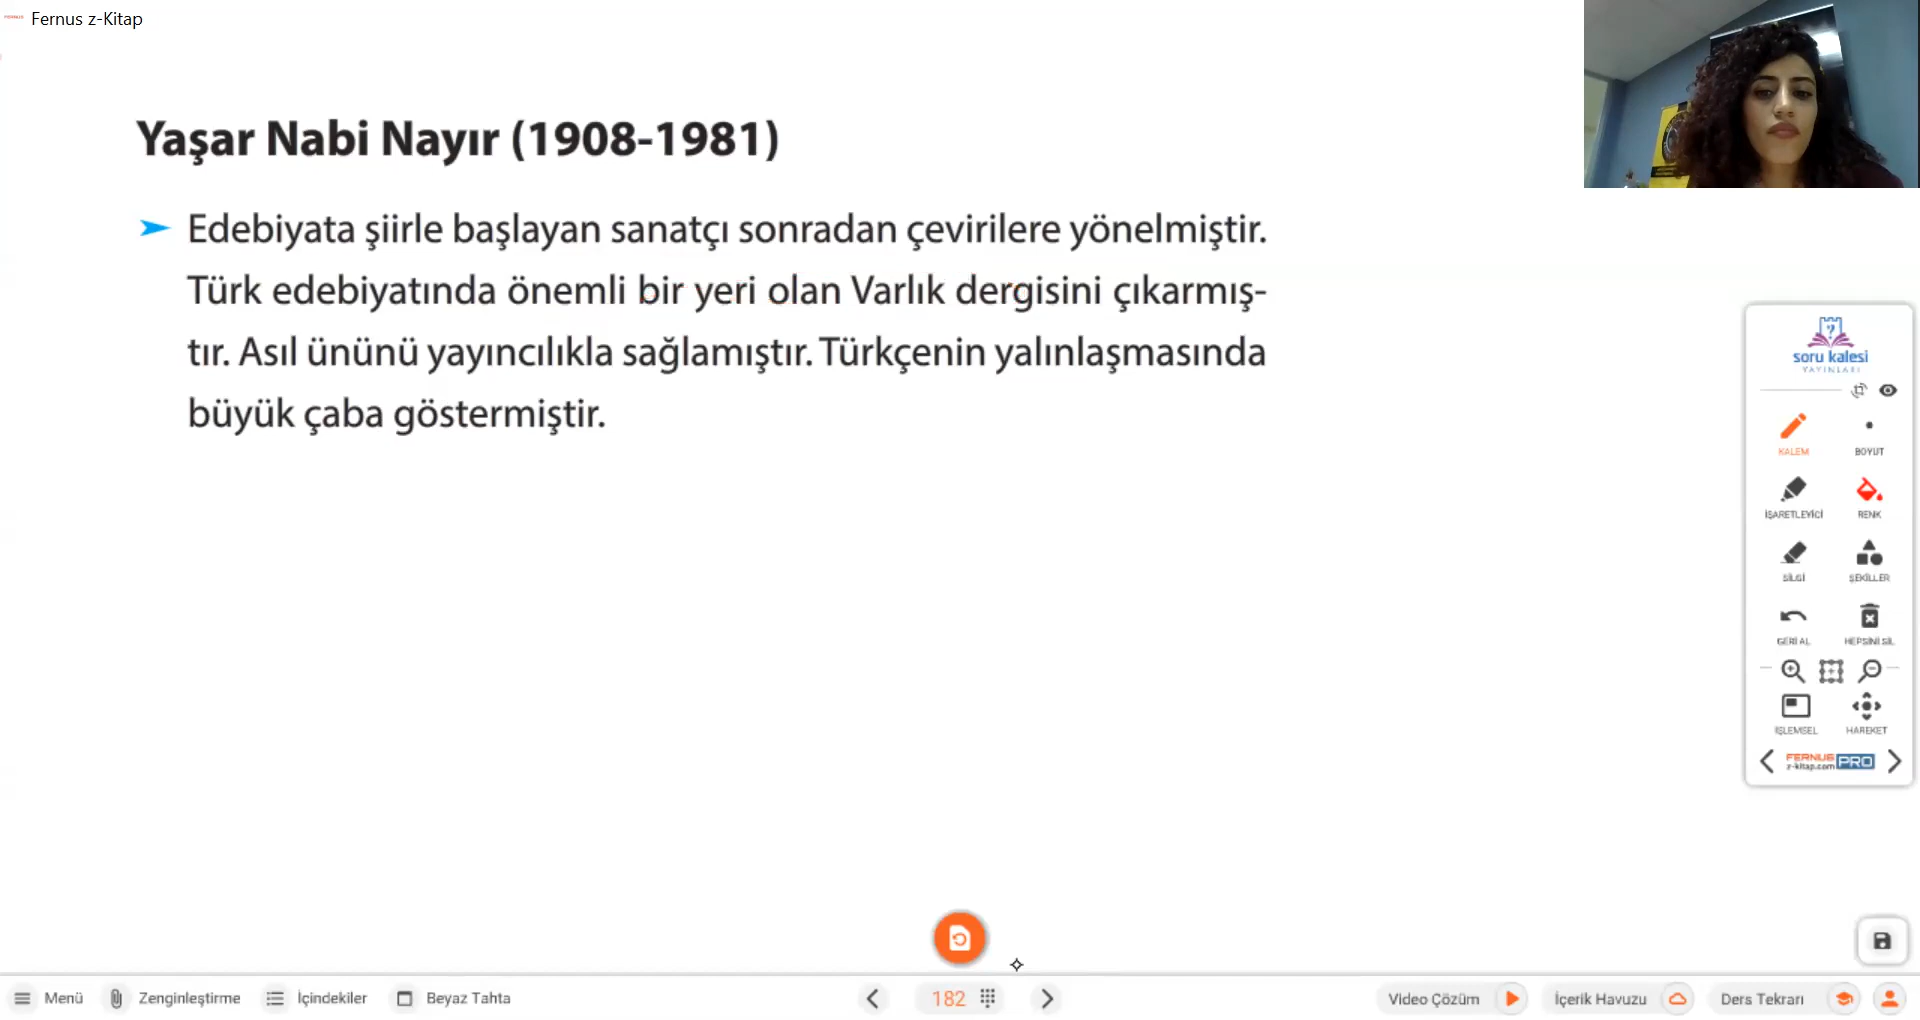 Fernus z-Kitap
Yaşar Nabi Nayır (1908-1981)
Edebiyata şiirle başlayan sanatçı sonradan çevirilere yönelmiştir.
Türk edebiyatında önemli bir yeri olan Varlık dergisini çıkarmış-
tır. Asıl ününü yayıncılıkla sağlamıştır. Türkçenin yalınlaşmasında
büyük çaba göstermiştir.
soru kalesi
YAYINLARI
KALEM BOYUT
İŞARETLEYİCİ RENK
SİLGİ ŞEKİLLER
GERİ AL HEPSİNİ SİL
İŞLEMSEL HAREKET
FERNUS PRO
z-kitap.com
Menü Zenginleştirme İçindekiler Beyaz Tahta 182 Video Çözüm İçerik Havuzu Ders Tekrarı